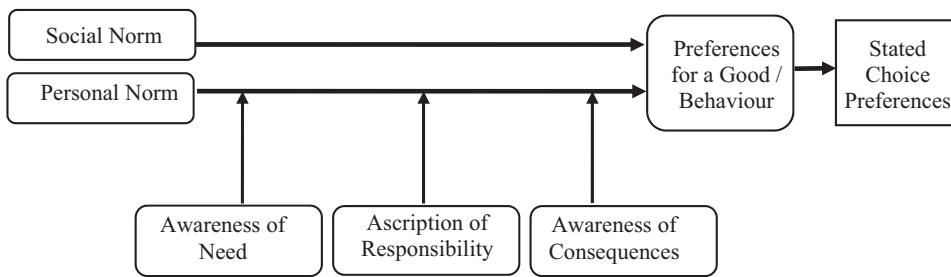 Social Norm
Personal Norm
Preferences
for a Good /
Behaviour
Stated
Choice
Preferences
Awareness of
Need
Ascription of
Responsibility
Awareness of
Consequences